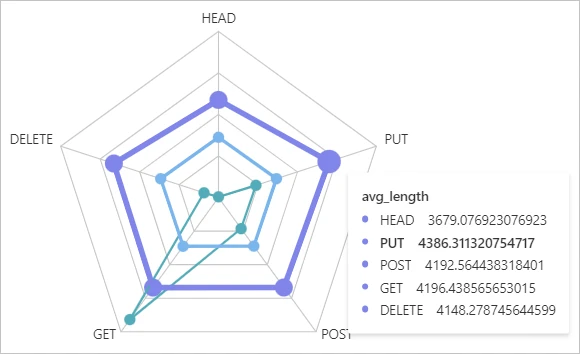 HEAD
DELETE
PUT
avg_length
HEAD 3679.076923076923
PUT 4386.311320754717
POST 4192.564438318401
GET 4196.438565653015
DELETE 4148.278745644599
GET
POST